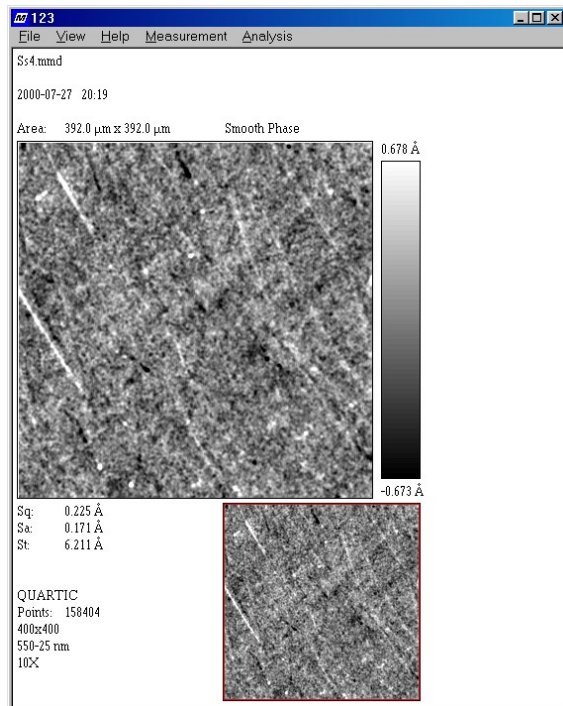 M 123
File View Help Measurement Analysis
Ss4.mmd
2000-07-27 20:19
Area: 392.0 μm x 392.0 μm Smooth Phase
0.678 Å
-0.673 Å
Sq: 0.225 Å
Sa: 0.171 Å
St: 6.211 Å
QUARTIC
Points: 158404
400x400
550-25 nm
10X